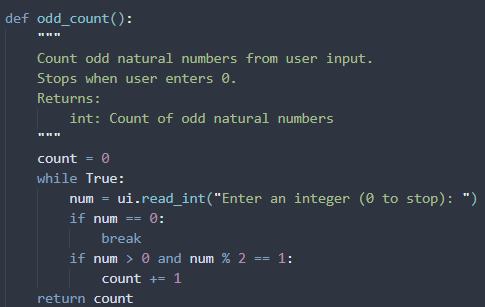 def odd_count():
    """
    Count odd natural numbers from user input.
    Stops when user enters 0.
    Returns:
        int: Count of odd natural numbers
    """
    count = 0
    while True:
        num = ui.read_int("Enter an integer (0 to stop): ")
        if num == 0:
            break
        if num > 0 and num % 2 == 1:
            count += 1
    return count